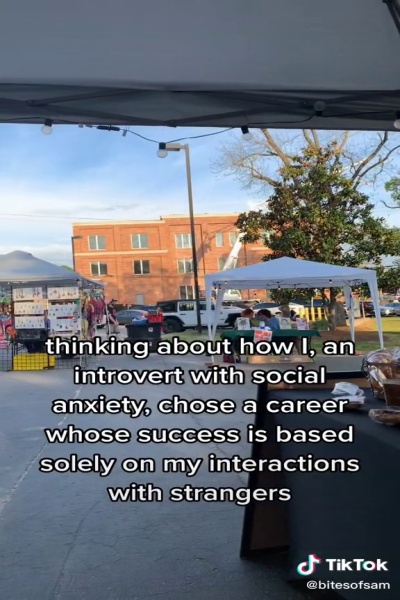 thinking about how I, an
introvert with social
anxiety, chose a career
whose success is based
solely on my interactions
with strangers
TikTok
@bitesofsam